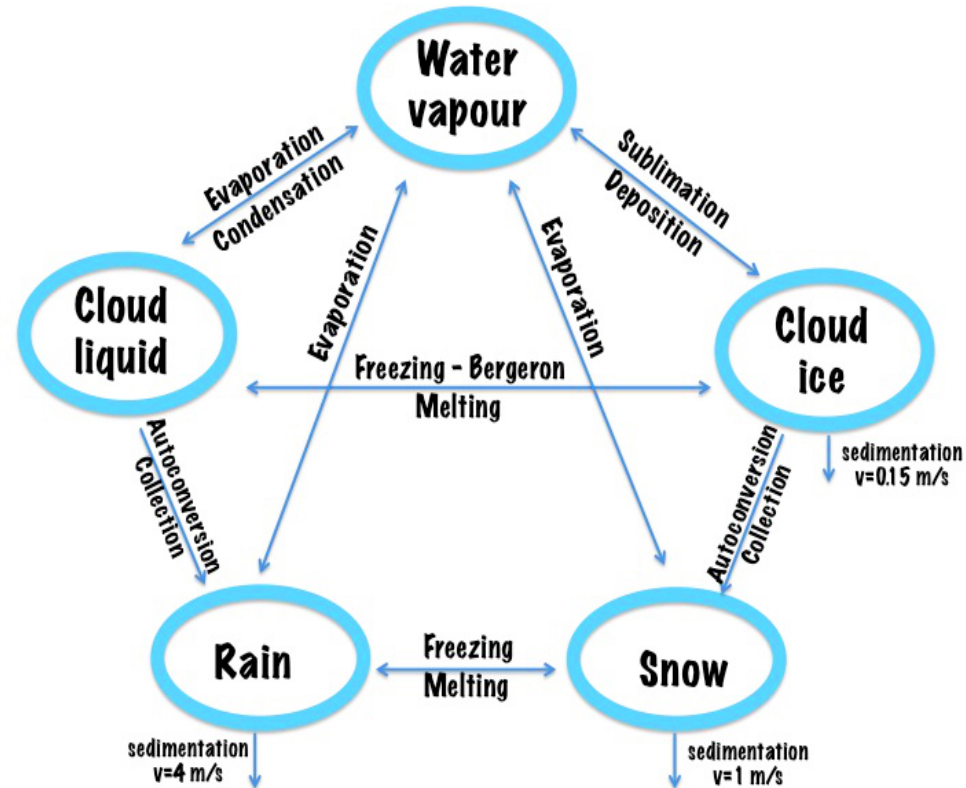 Water
vapour
Evaporation
Condensation
Sublimation
Deposition
Cloud
liquid
Evaporation
Evaporation
Cloud
ice
Freezing - Bergeron
Melting
Autoconversion
Collection
Autoconversion
Collection
sedimentation
v=0.15 m/s
Rain
Freezing
Melting
Snow
sedimentation
v=4 m/s
sedimentation
v=1 m/s